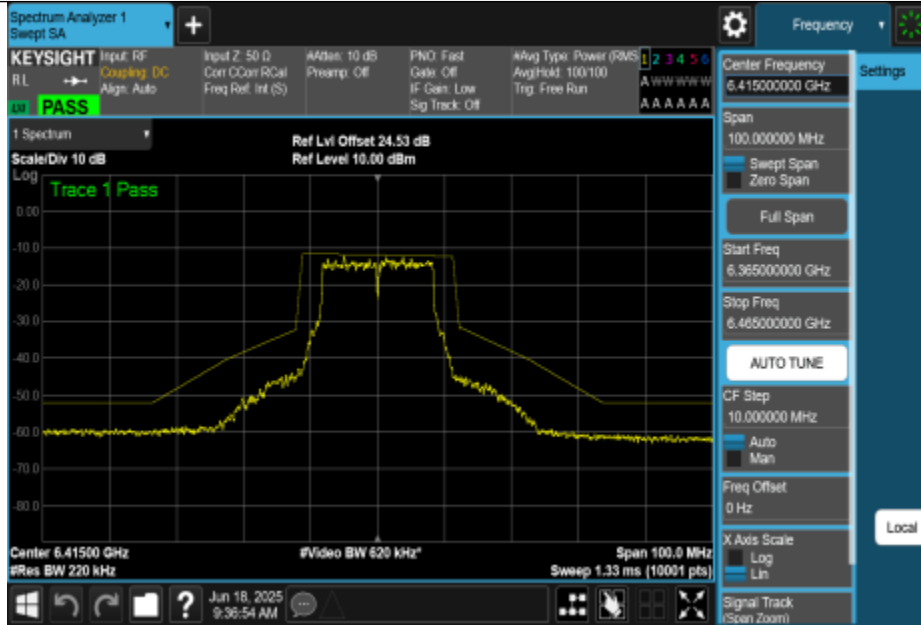 Spectrum Analyzer 1
Swept SA
+
Frequency
KEYSIGHT
RL
PASS
Input: RF
Coupling: DC
Align: Auto
Input Z: 50 Ω
Corr CCorr RCal
Freq Ref: Int (S)
#Atten: 10 dB
Preamp: Off
PNO: Fast
Gate: Off
IF Gain: Low
Sig Track: Off
#Avg Type: Power (RMS
Avg|Hold: 100/100
Trig: Free Run
1 2 3 4 5 6
A W W W W W
A A A A A A
1 Spectrum
Scale/Div 10 dB
Ref Lvl Offset 24.53 dB
Ref Level 10.00 dBm
Log
Trace 1 Pass
0.00
-10.0
-20.0
-30.0
-40.0
-50.0
-60.0
-70.0
-80.0
Center 6.41500 GHz
#Res BW 220 kHz
#Video BW 620 kHz*
Span 100.0 MHz
Sweep 1.33 ms (10001 pts)
Jun 18, 2025
9:36:54 AM
?
Center Frequency
6.415000000 GHz
Settings
Span
100.000000 MHz
Swept Span
Zero Span
Full Span
Start Freq
6.365000000 GHz
Stop Freq
6.465000000 GHz
AUTO TUNE
CF Step
10.000000 MHz
Auto
Man
Freq Offset
0 Hz
X Axis Scale
Log
Lin
Local
Signal Track
(Span Zoom)